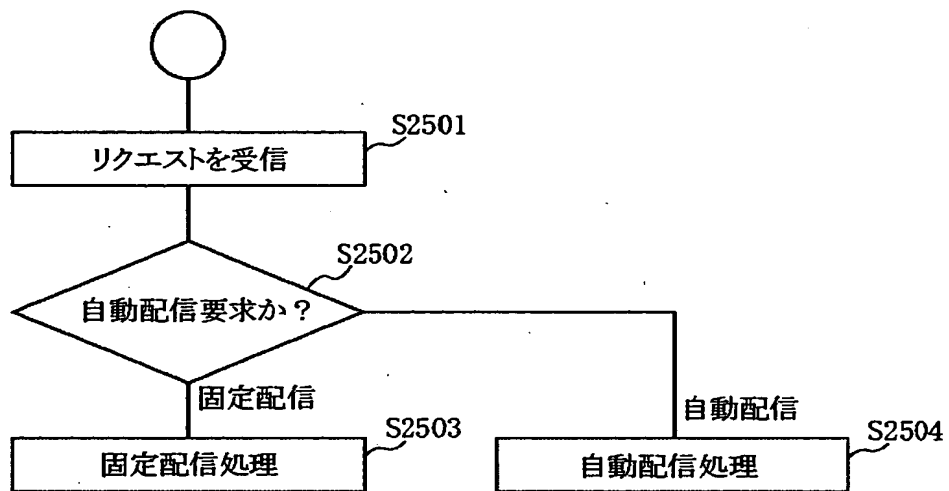 S2501
リクエストを受信
S2502
自動配信要求か？
固定配信
自動配信
S2503
S2504
固定配信処理
自動配信処理